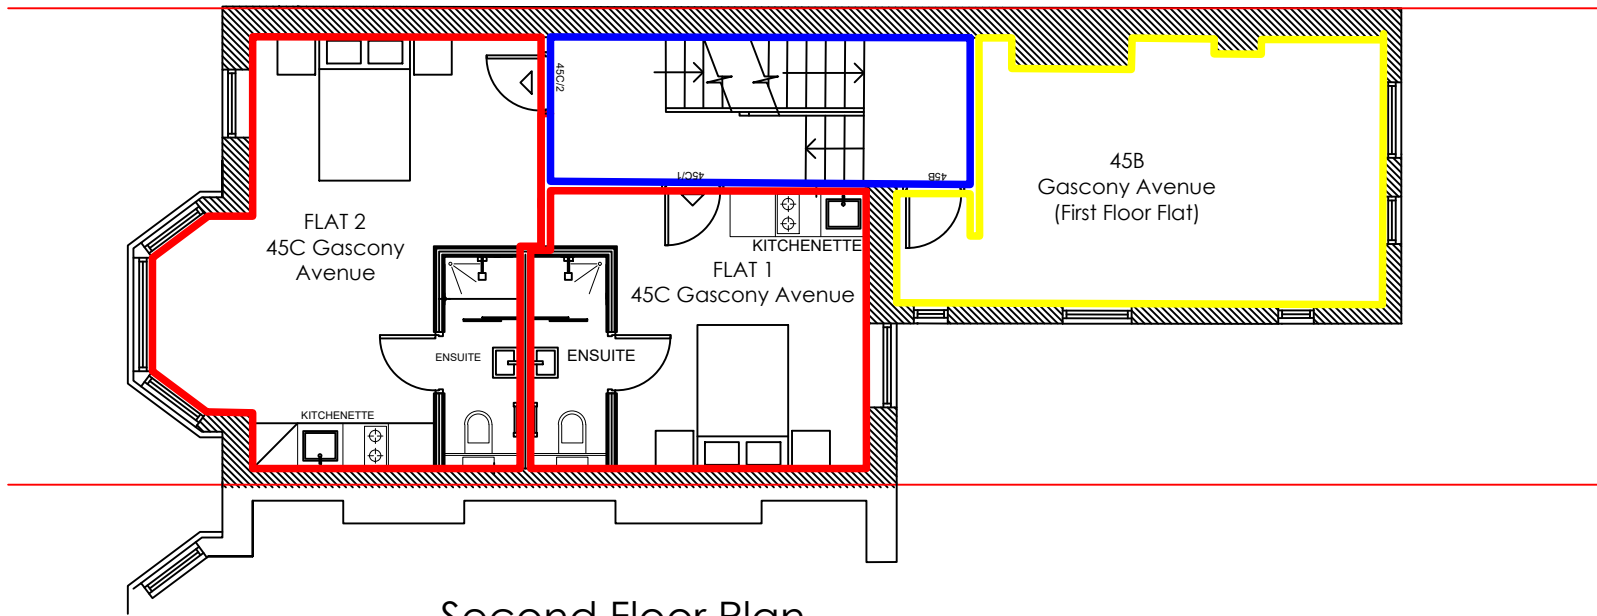 45C/2
45C/1
45B
45B
Gascony Avenue
(First Floor Flat)
FLAT 2
45C Gascony
Avenue
KITCHENETTE
FLAT 1
45C Gascony Avenue
ENSUITE
ENSUITE
KITCHENETTE
Second Floor Plan